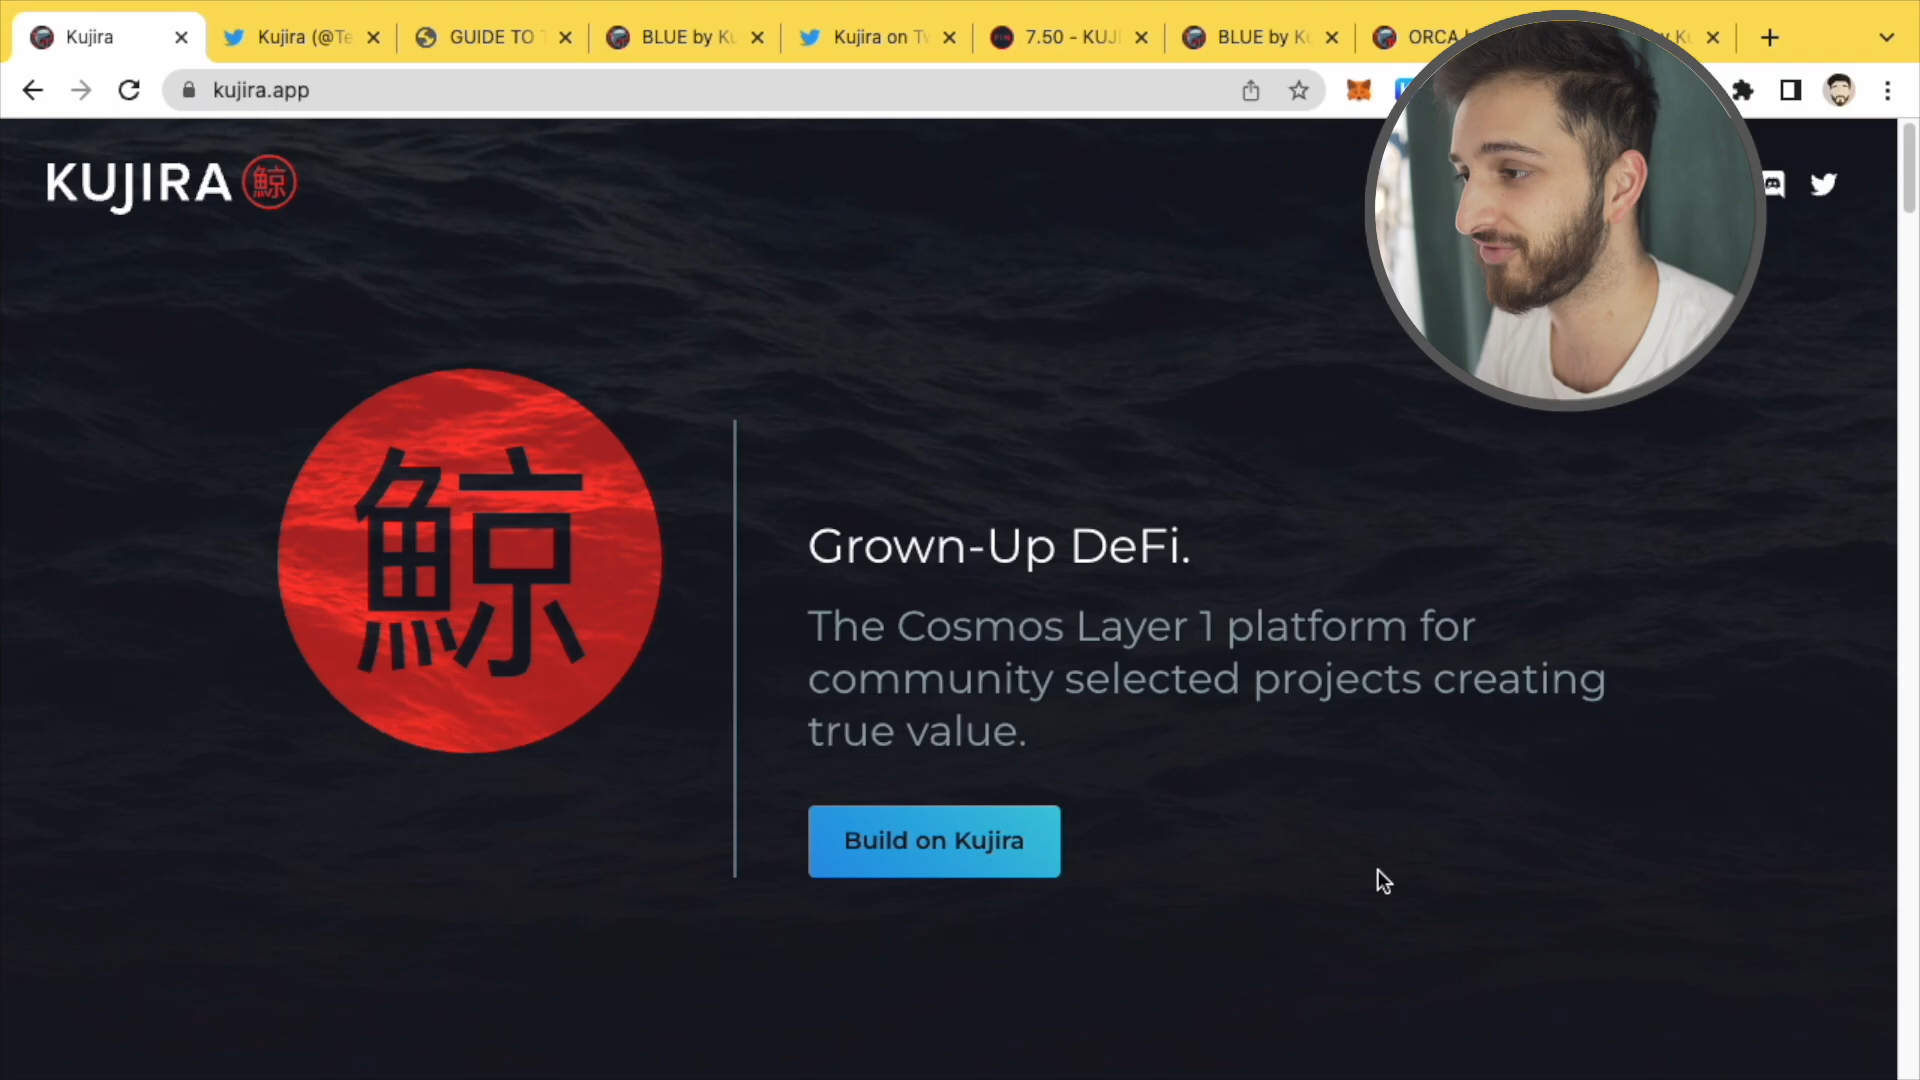 Kujira
Kujira (@Te
GUIDE TO
BLUE by Ku
Kujira on Tw
7.50 - KUJI
BLUE by Ku
ORCA
kujira.app
KUJIRA 鯨
鯨
Grown-Up DeFi.
The Cosmos Layer 1 platform for
community selected projects creating
true value.
Build on Kujira